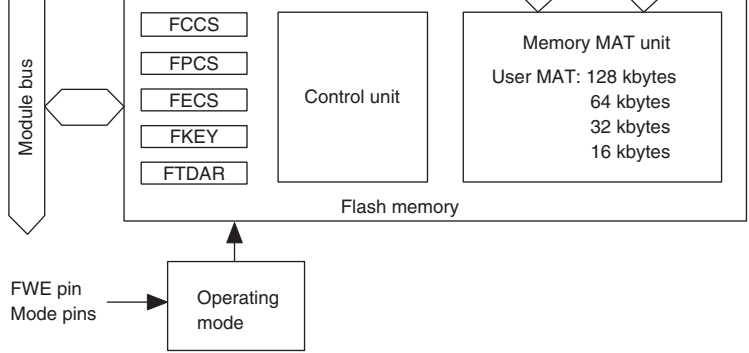 Module bus
FCCS
FPCS
FECS
FKEY
FTDAR
Control unit
Memory MAT unit
User MAT: 128 kbytes
64 kbytes
32 kbytes
16 kbytes
Flash memory
FWE pin
Mode pins
Operating
mode